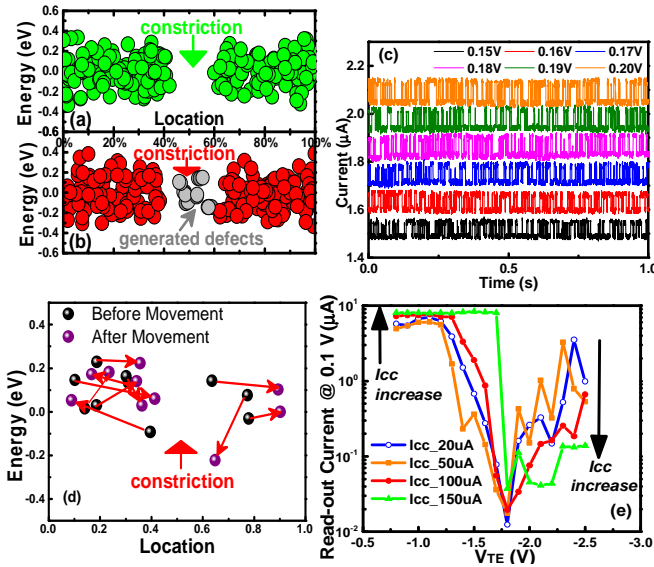 constriction
Energy (eV)
0.6
0.4
0.2
0.0
-0.2
-0.4
-0.6
(a)
Location
0% 20% 40% 60% 80% 100%
constriction
Energy (eV)
0.4
0.2
0.0
-0.2
-0.4
-0.6
(b)
generated defects
(c)
0.15V 0.16V 0.17V
0.18V 0.19V 0.20V
Current (μA)
2.2
2.0
1.8
1.6
1.4
0.0 0.5 1.0
Time (s)
Before Movement
After Movement
Energy (eV)
0.4
0.2
0.0
-0.2
-0.4
constriction
(d)
0.0 0.2 0.4 0.6 0.8 1.0
Location
Read-out Current @ 0.1 V(μA)
10¹
10⁰
10⁻¹
10⁻²
Icc
increase
Icc_20uA
Icc_50uA
Icc_100uA
Icc_150uA
Icc
increase
(e)
-0.5 -1.0 -1.5 -2.0 -2.5 -3.0
VTE (V)